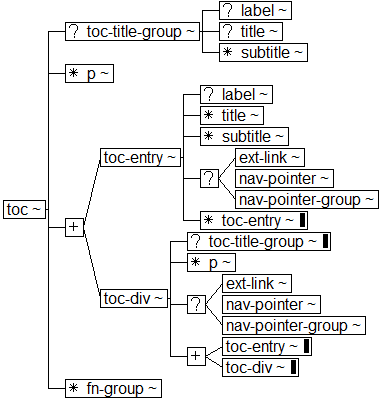 ? label ~
? toc-title-group ~
? title ~
* subtitle ~
* p ~
? label ~
* title ~
* subtitle ~
toc-entry ~
ext-link ~
?
nav-pointer ~
nav-pointer-group ~
toc ~
* toc-entry ~
+
? toc-title-group ~
* p ~
ext-link ~
toc-div ~
?
nav-pointer ~
nav-pointer-group ~
toc-entry ~
+
toc-div ~
* fn-group ~